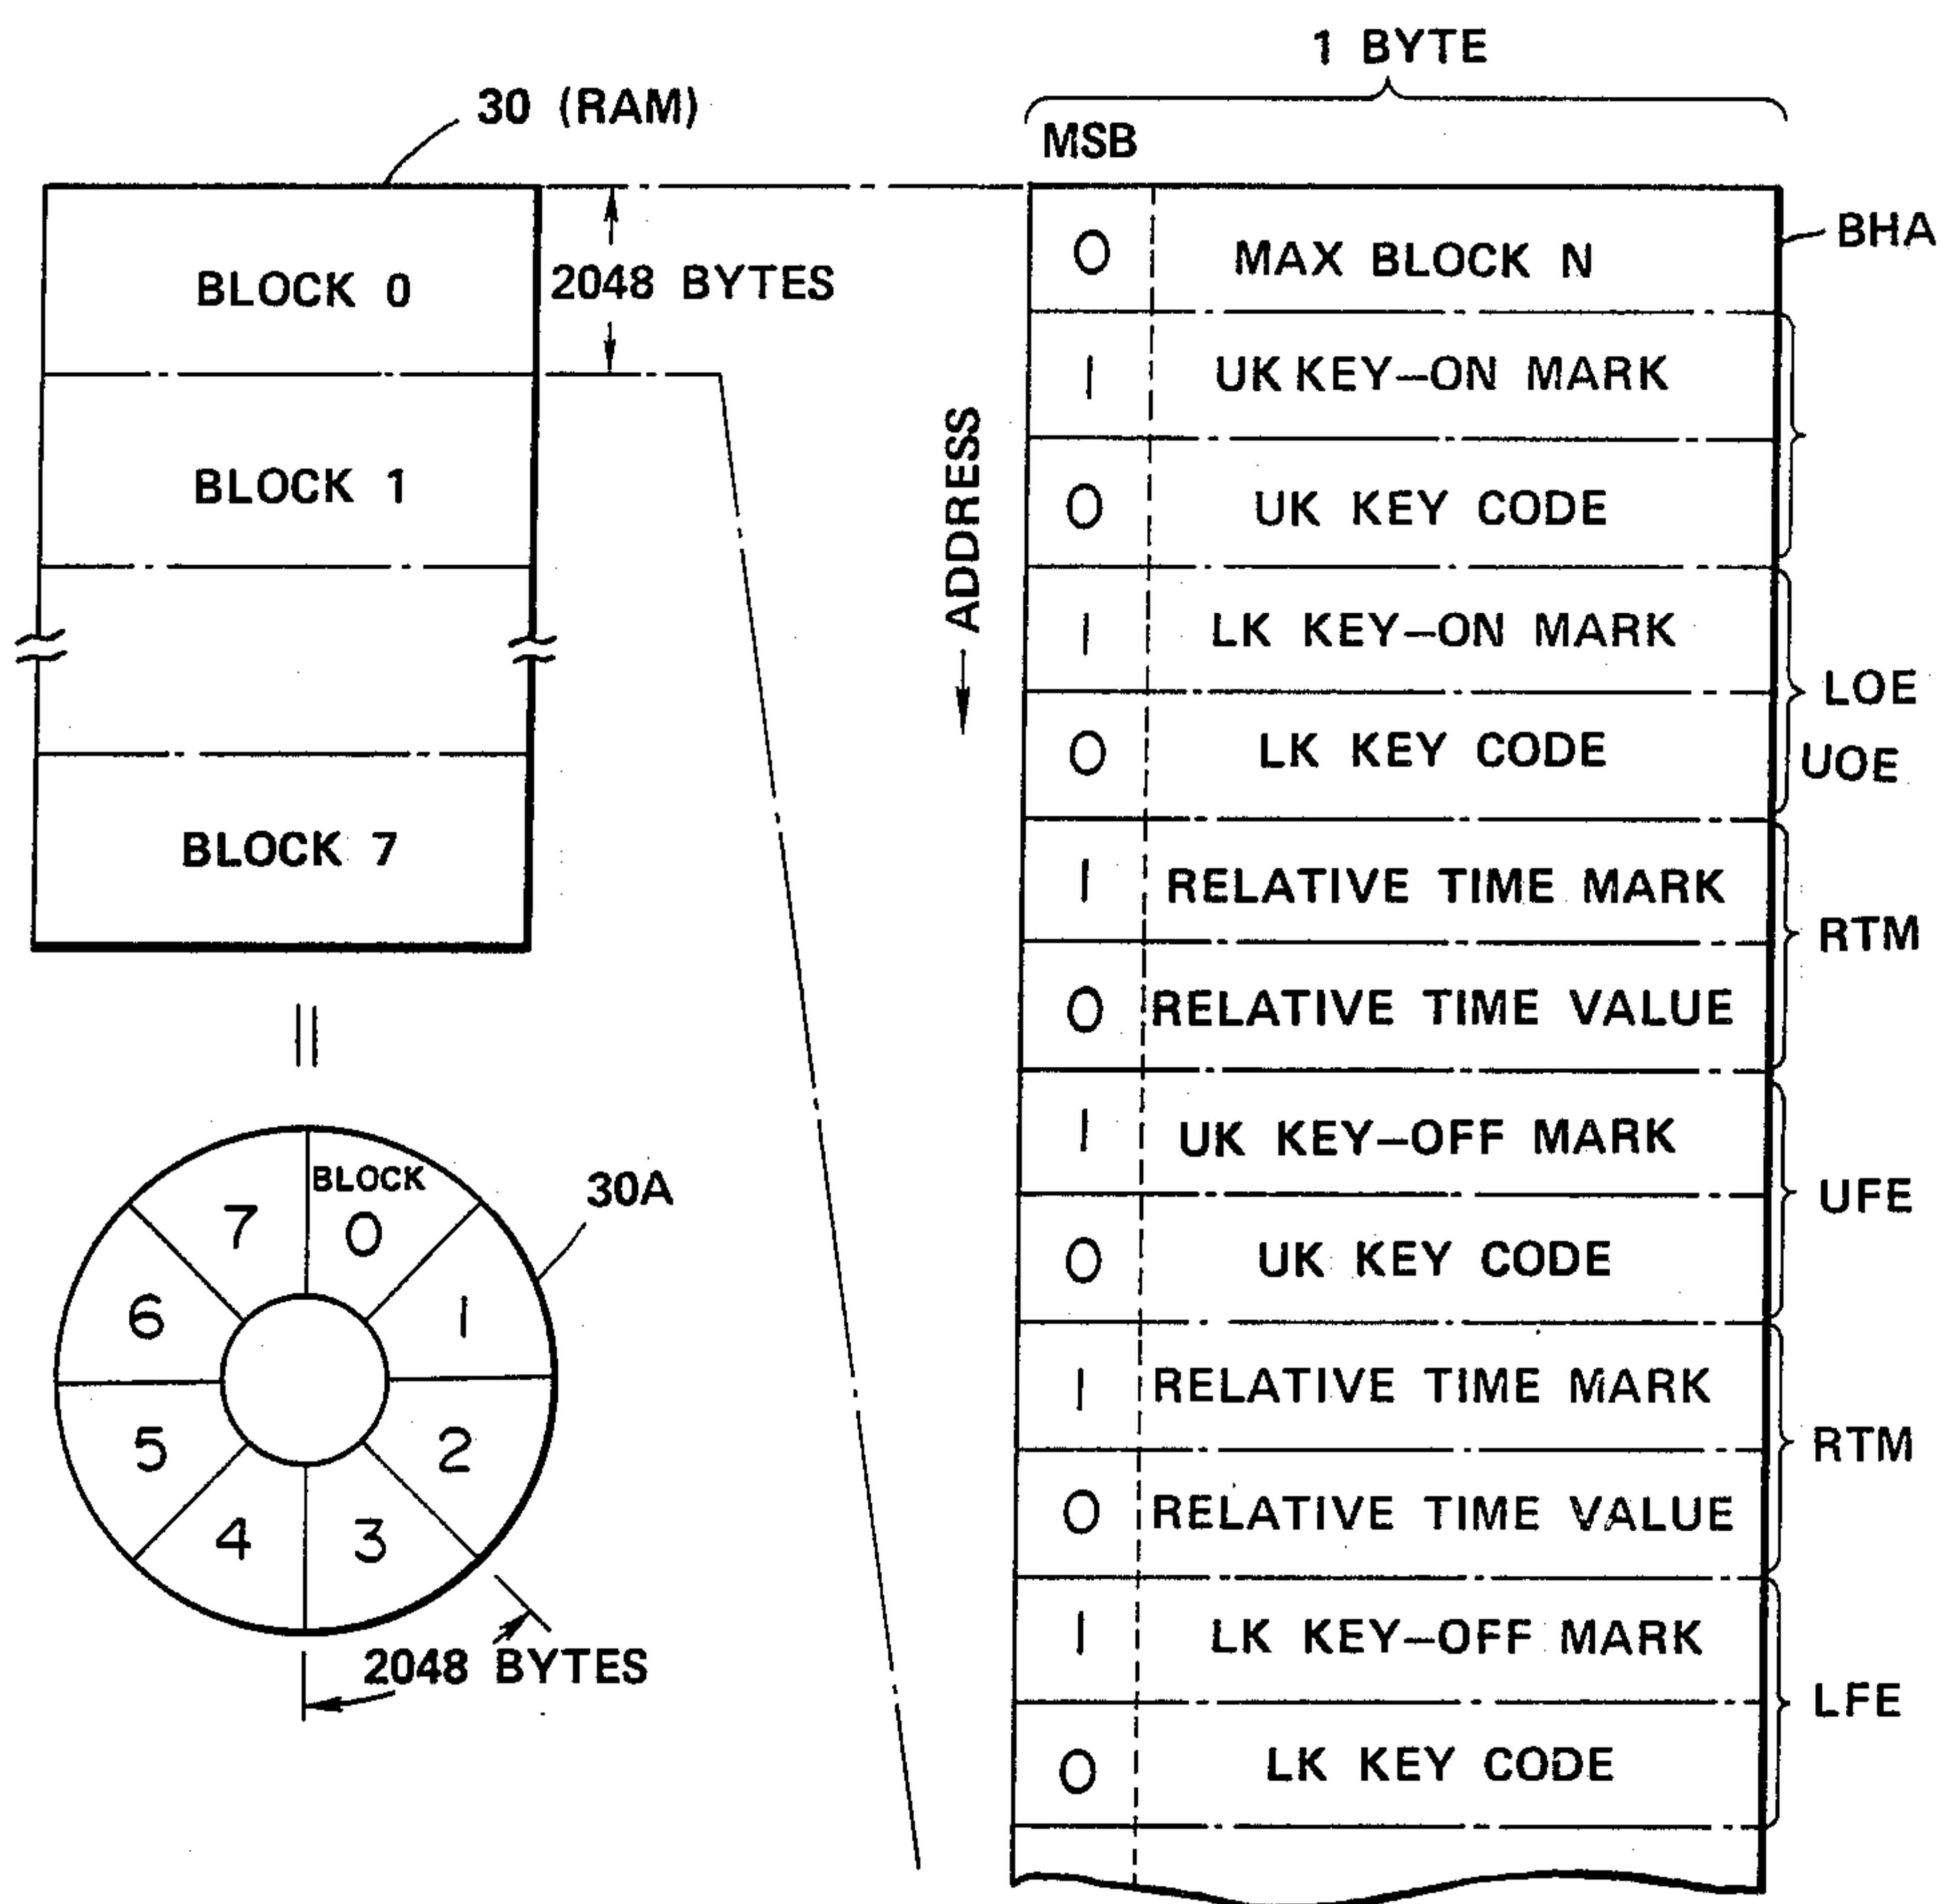 30 (RAM)
BLOCK 0
2048 BYTES
BLOCK 1
BLOCK 7
BLOCK
0
1
2
3
4
5
6
7
30A
2048 BYTES
1 BYTE
MSB
ADDRESS
0 MAX BLOCK N
BHA
1 UK KEY-ON MARK
0 UK KEY CODE
1 LK KEY-ON MARK
LOE
0 LK KEY CODE
UOE
1 RELATIVE TIME MARK
RTM
0 RELATIVE TIME VALUE
1 UK KEY-OFF MARK
UFE
0 UK KEY CODE
1 RELATIVE TIME MARK
RTM
0 RELATIVE TIME VALUE
1 LK KEY-OFF MARK
LFE
0 LK KEY CODE